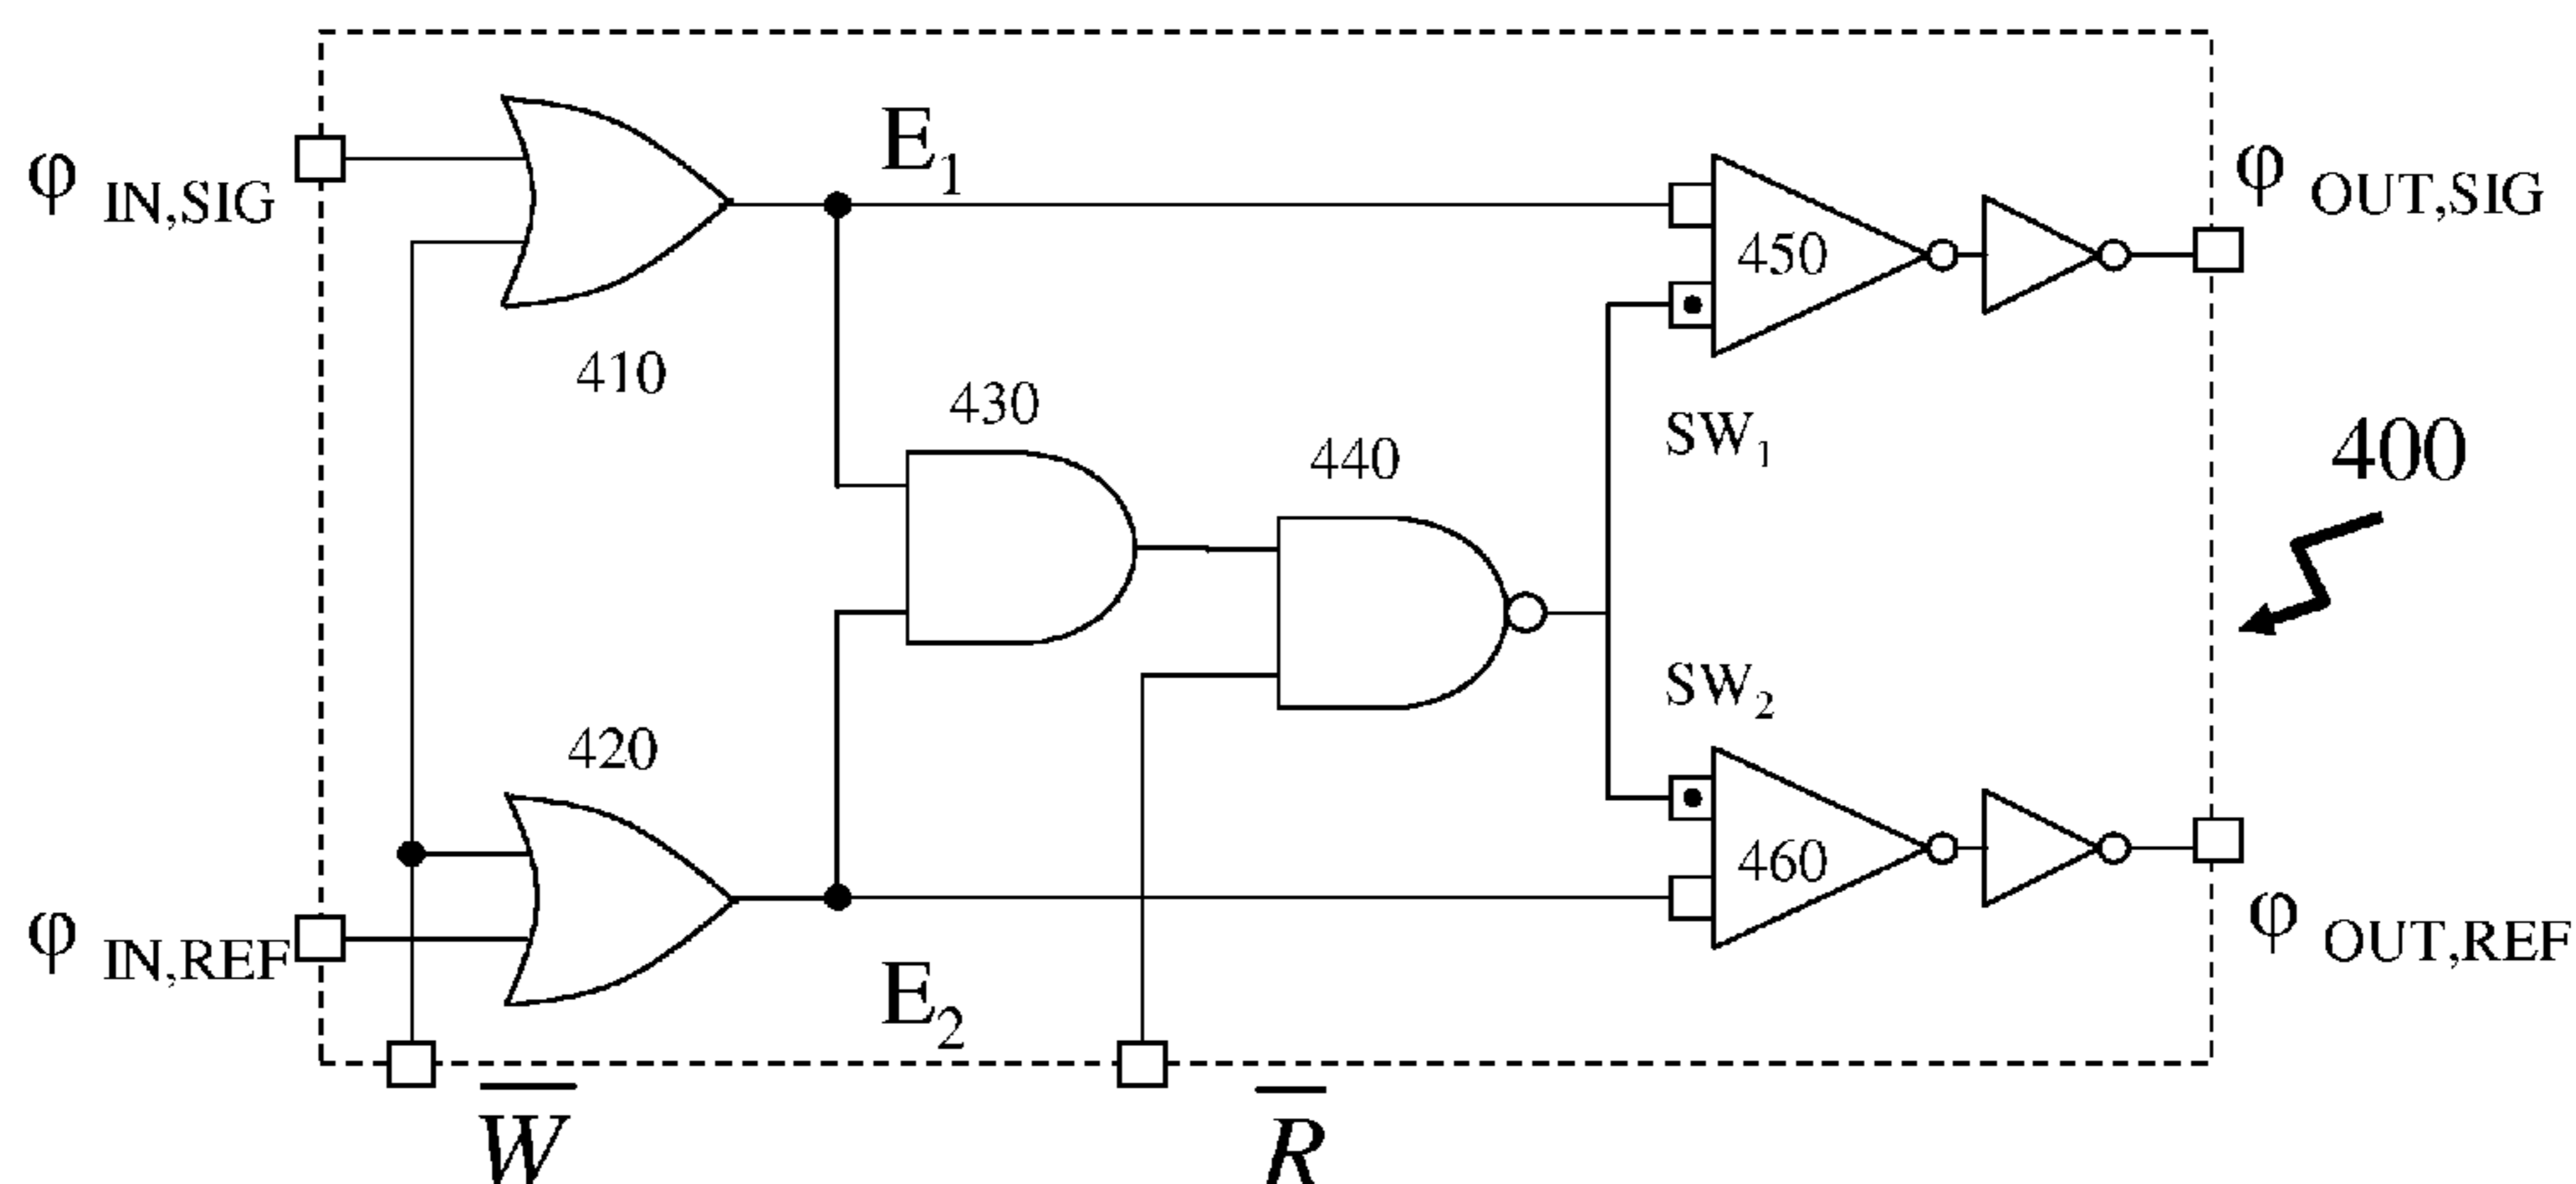 φ IN,SIG
E1
450
φ OUT,SIG
410
430
440
SW1
400
420
SW2
460
φ IN,REF
E2
φ OUT,REF
W̅
R̅